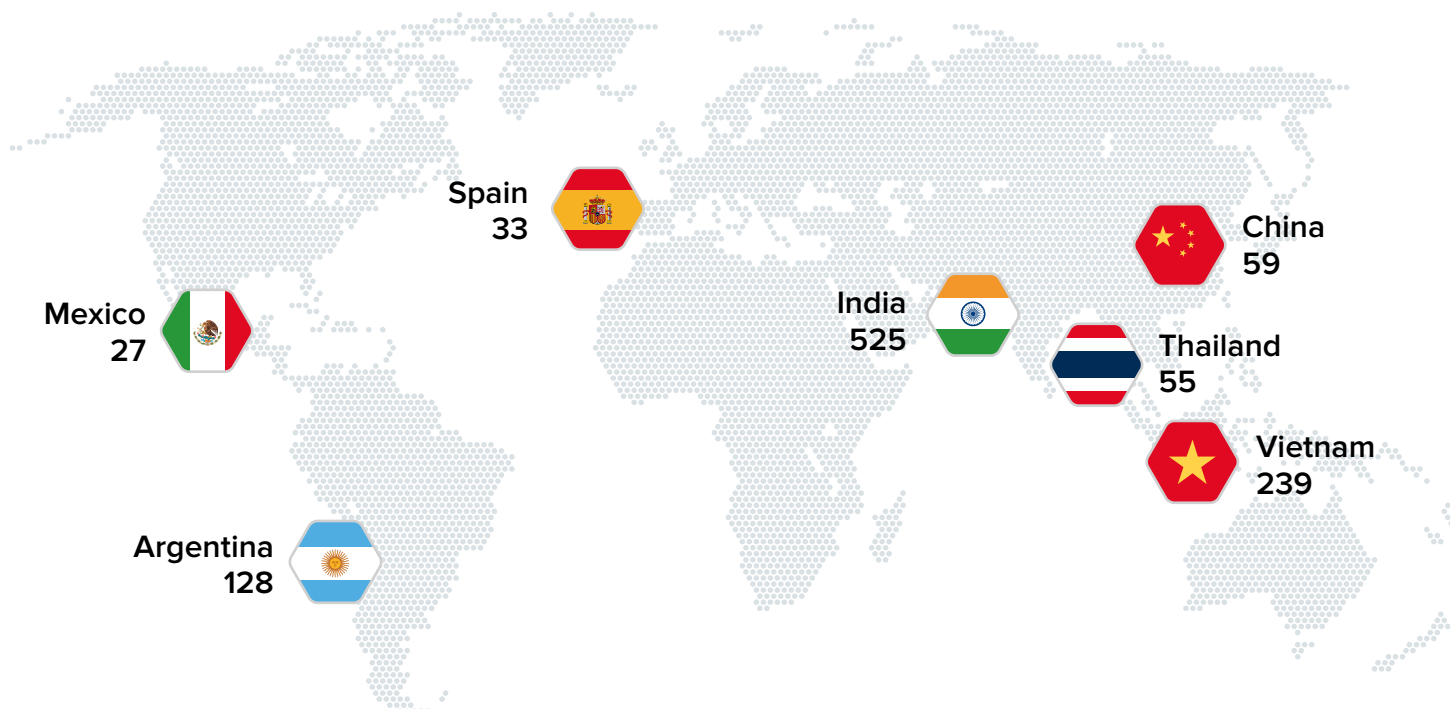 Spain
33
China
59
India
525
Mexico
27
Thailand
55
Vietnam
239
Argentina
128